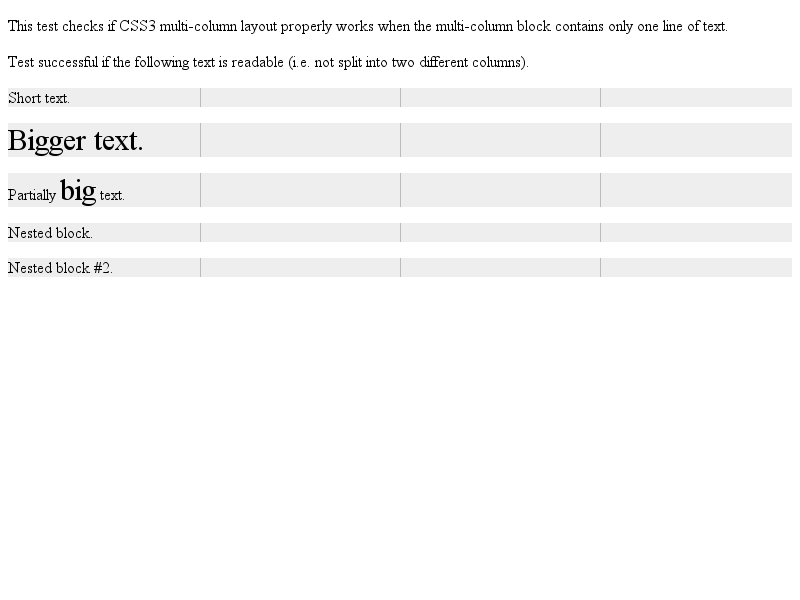 This test checks if CSS3 multi-column layout properly works when the multi-column block contains only one line of text.
Test successful if the following text is readable (i.e. not split into two different columns).
Short text.
Bigger text.
Partially big text.
Nested block.
Nested block #2.